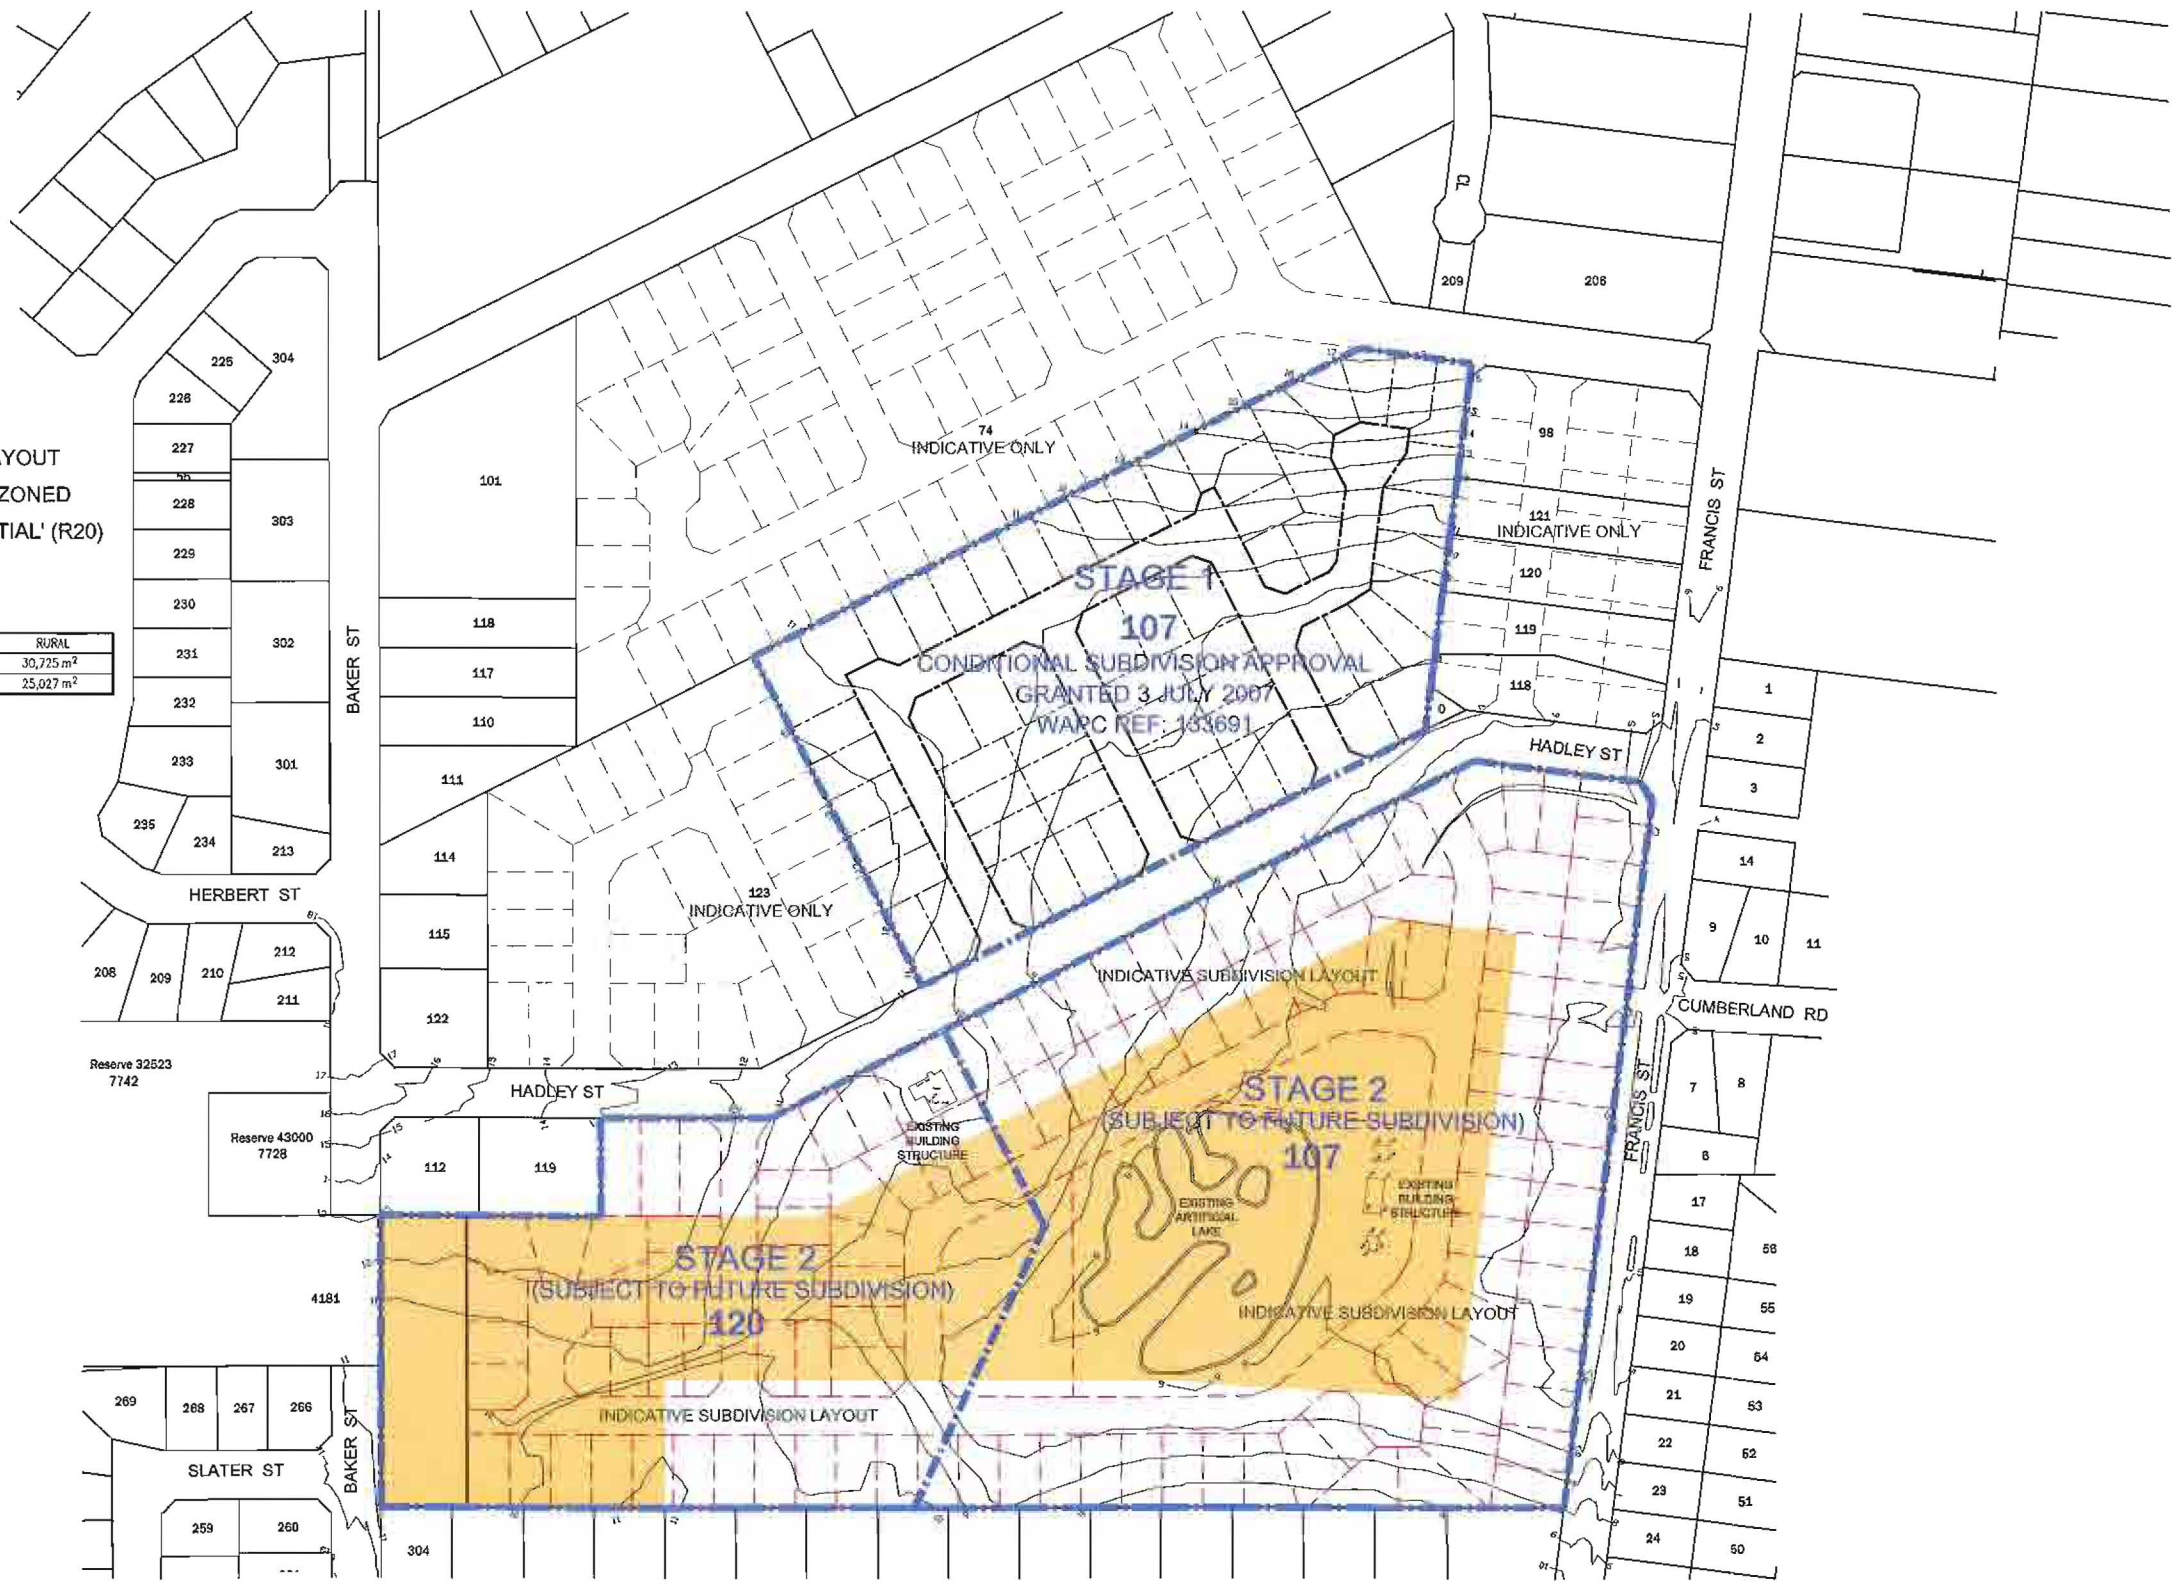 CL
209
206
225
304
226
227
228
229
230
231
232
233
235
234
213
303
302
301
AYOUT
ZONED
TIAL' (R20)
RURAL
30,725 m²
25,027 m²
BAKER ST
101
118
117
110
111
114
115
122
74
INDICATIVE ONLY
98
121
INDICATIVE ONLY
120
119
118
FRANCIS ST
STAGE 1
107
CONDITIONAL SUBDIVISION APPROVAL
GRANTED 3 JULY 2007
WAPC REF: 133691
HADLEY ST
1
2
3
14
9
10
11
HERBERT ST
208
209
210
212
211
123
INDICATIVE ONLY
INDICATIVE SUBDIVISION LAYOUT
CUMBERLAND RD
Reserve 32523
7742
Reserve 43000
7728
HADLEY ST
112
119
EXISTING
BUILDING
STRUCTURE
STAGE 2
(SUBJECT TO FUTURE SUBDIVISION)
107
EXISTING
ARTIFICIAL
LAKE
EXISTING
BUILDING
STRUCTURE
FRANCIS ST
7
8
6
17
18
19
20
21
22
23
24
56
55
54
53
52
51
50
4181
STAGE 2
(SUBJECT TO FUTURE SUBDIVISION)
120
INDICATIVE SUBDIVISION LAYOUT
INDICATIVE SUBDIVISION LAYOUT
269
268
267
266
BAKER ST
SLATER ST
259
260
304